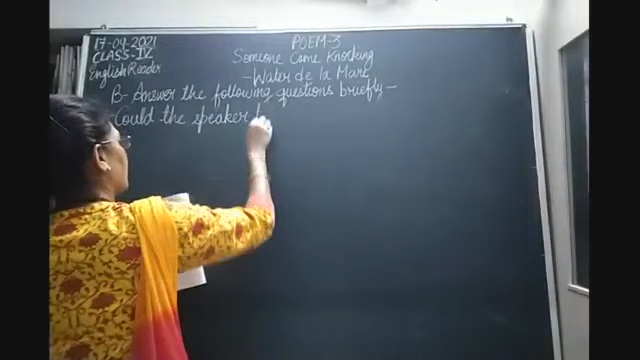 17-09-2021 POEM-3
CLASS-IV Someone Came Knocking
English Reader - Water de la Mare
B- Answer the following questions briefly -
Could the speaker